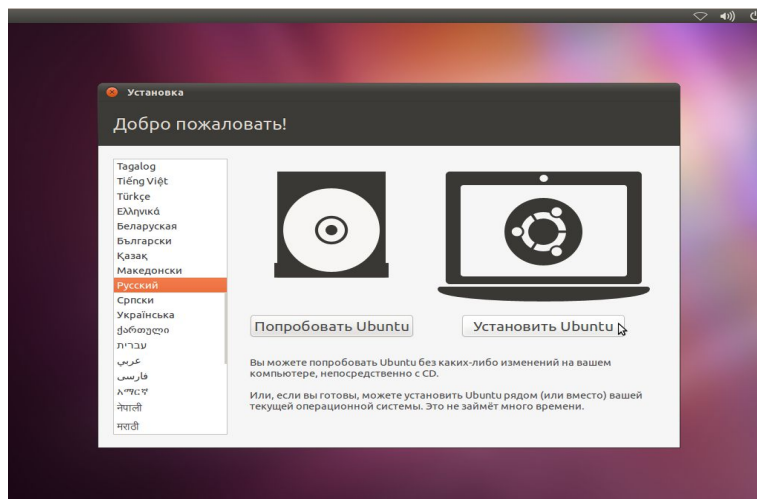 Установка
Добро пожаловать!
Tagalog
Tiếng Việt
Türkçe
Ελληνικά
Беларуская
Български
Қазақ
Македонски
Русский
Српски
Українська
ქართული
עברית
عربي
فارسی
አማርኛ
नेपाली
मराठी
Попробовать Ubuntu
Установить Ubuntu
Вы можете попробовать Ubuntu без каких-либо изменений на вашем
компьютере, непосредственно с CD.
Или, если вы готовы, можете установить Ubuntu рядом (или вместо) вашей
текущей операционной системы. Это не займёт много времени.